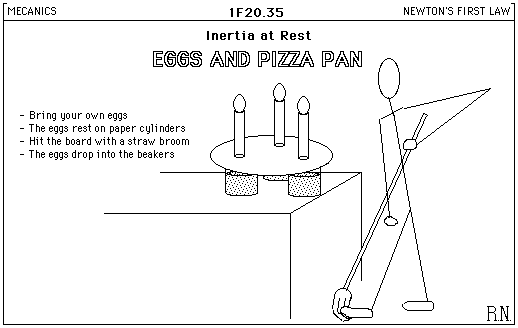 MECANICS
1F20.35
NEWTON'S FIRST LAW
Inertia at Rest
EGGS AND PIZZA PAN
- Bring your own eggs
- The eggs rest on paper cylinders
- Hit the board with a straw broom
- The eggs drop into the beakers
R.N.